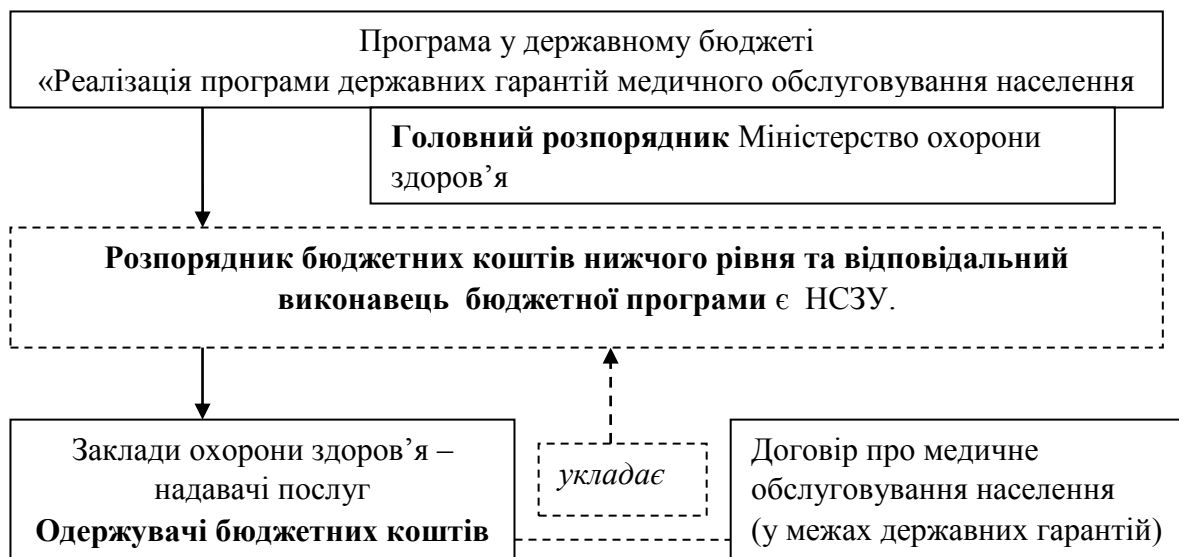 Програма у державному бюджеті
«Реалізація програми державних гарантій медичного обслуговування населення
Головний розпорядник Міністерство охорони
здоров’я
Розпорядник бюджетних коштів нижчого рівня та відповідальний
виконавець бюджетної програми є НСЗУ.
Заклади охорони здоров’я –
надавачі послуг
Одержувачі бюджетних коштів
укладає
Договір про медичне
обслуговування населення
(у межах державних гарантій)